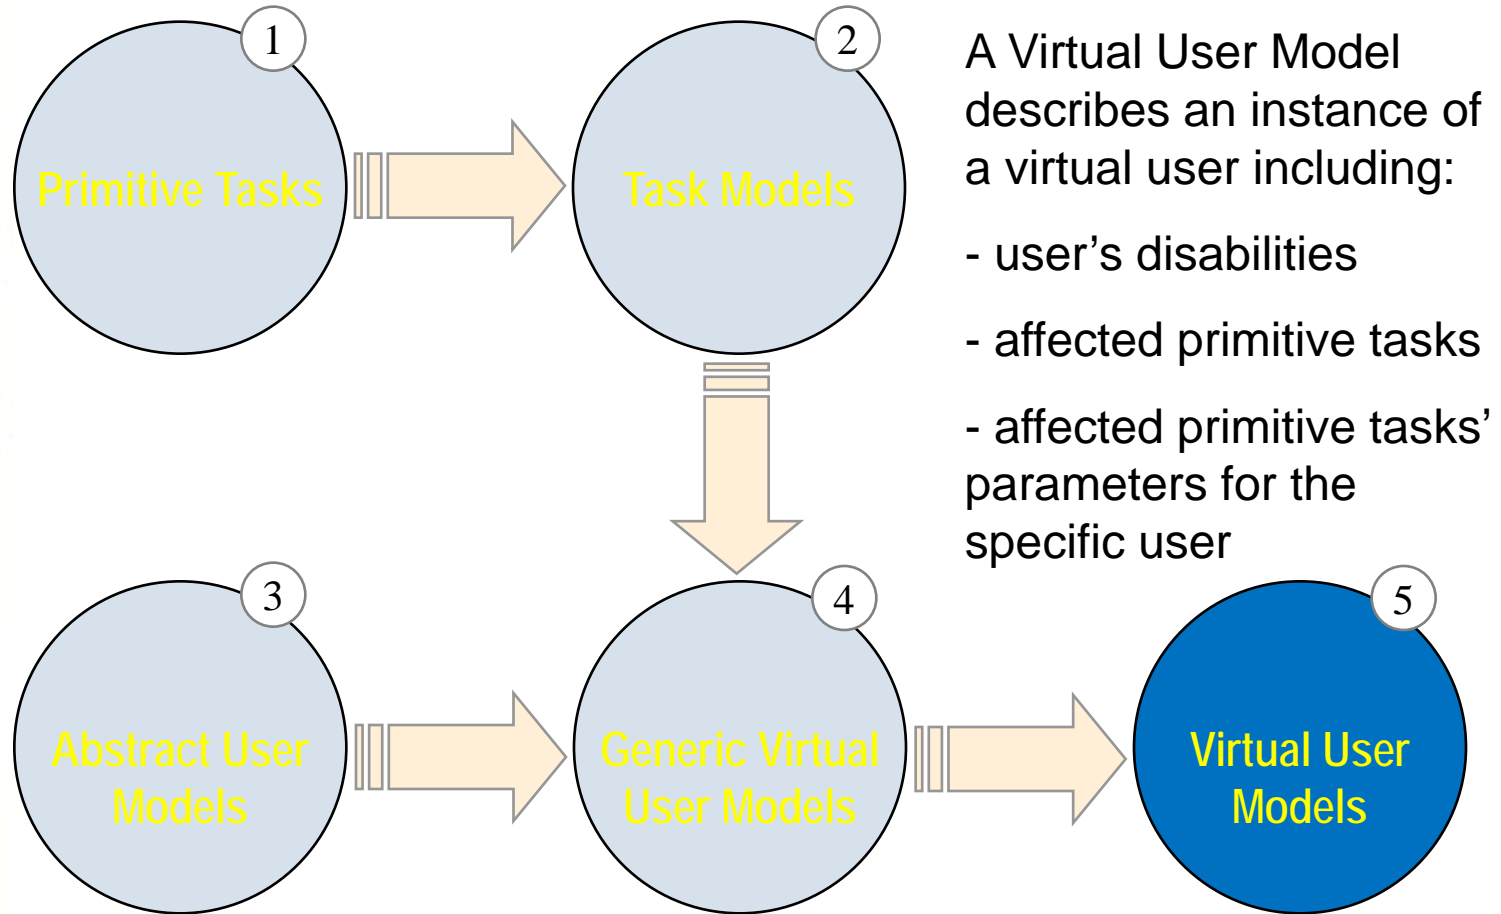 1
Primitive Tasks
2
Task Models
A Virtual User Model
describes an instance of
a virtual user including:
- user’s disabilities
- affected primitive tasks
- affected primitive tasks’
parameters for the
specific user
3
Abstract User
Models
4
Generic Virtual
User Models
5
Virtual User
Models